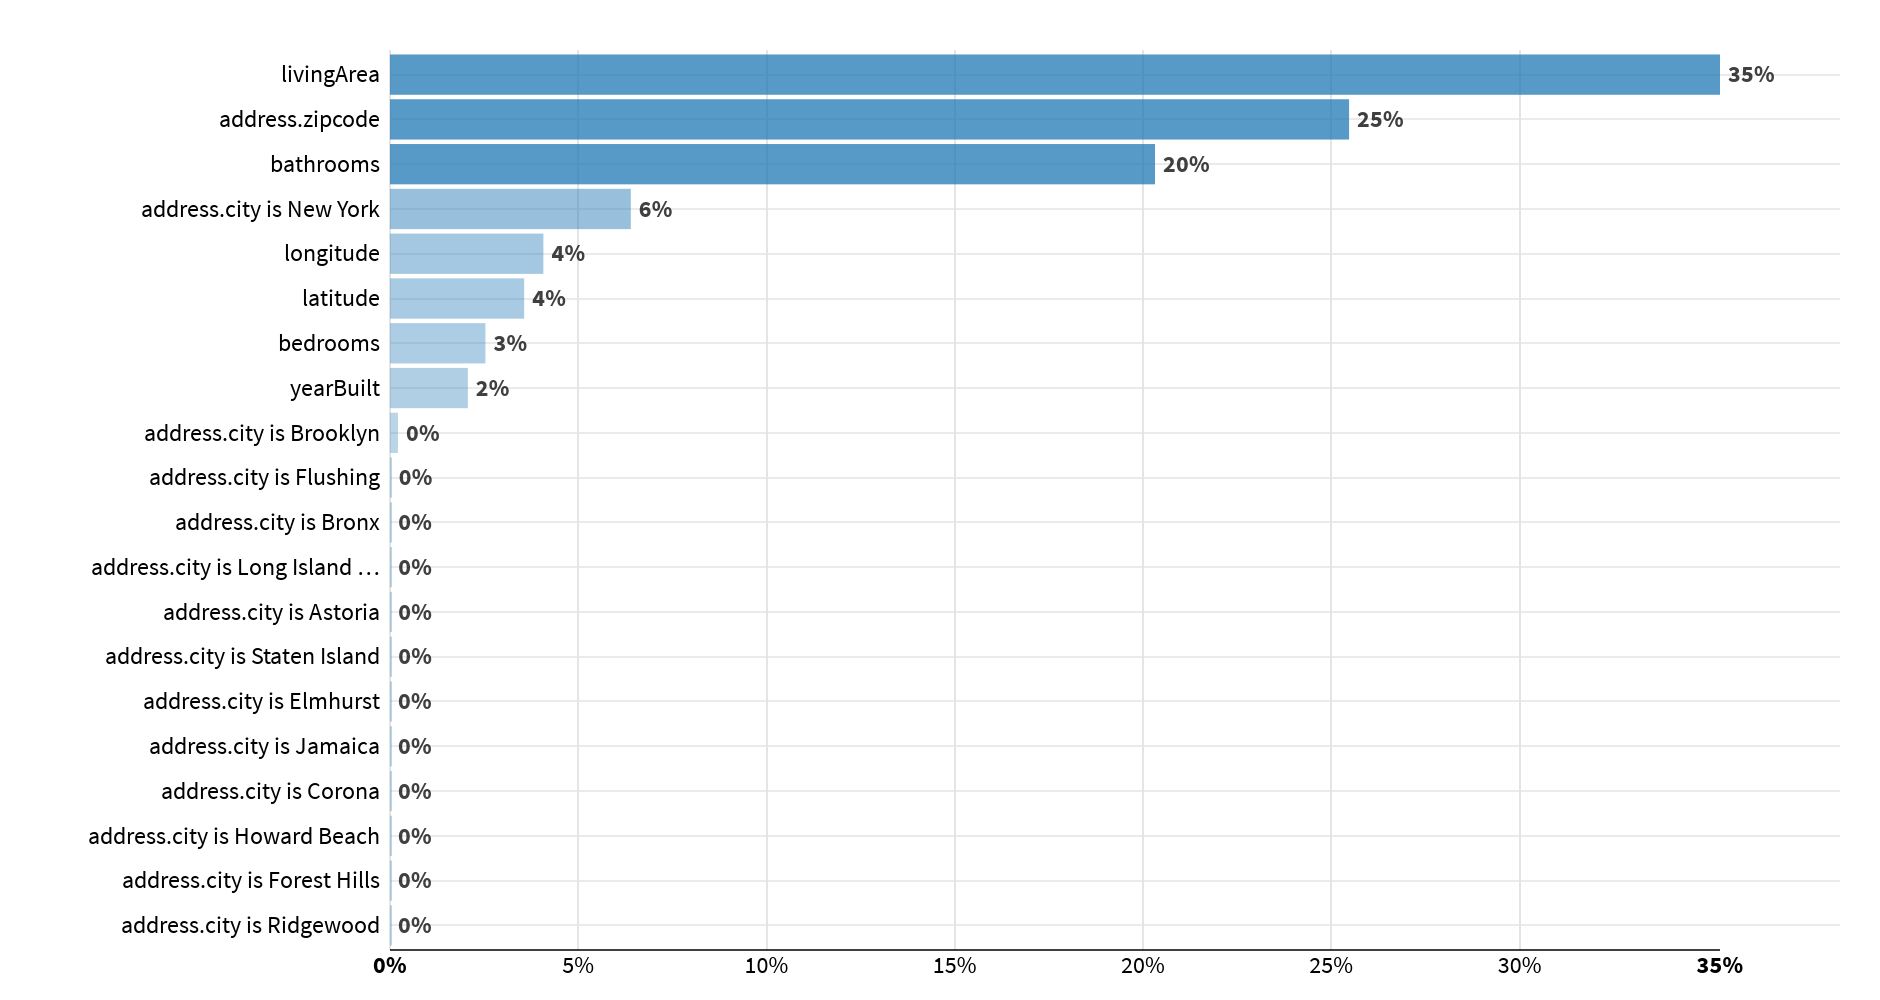 livingArea 35%
address.zipcode 25%
bathrooms 20%
address.city is New York 6%
longitude 4%
latitude 4%
bedrooms 3%
yearBuilt 2%
address.city is Brooklyn 0%
address.city is Flushing 0%
address.city is Bronx 0%
address.city is Long Island … 0%
address.city is Astoria 0%
address.city is Staten Island 0%
address.city is Elmhurst 0%
address.city is Jamaica 0%
address.city is Corona 0%
address.city is Howard Beach 0%
address.city is Forest Hills 0%
address.city is Ridgewood 0%
0% 5% 10% 15% 20% 25% 30% 35%